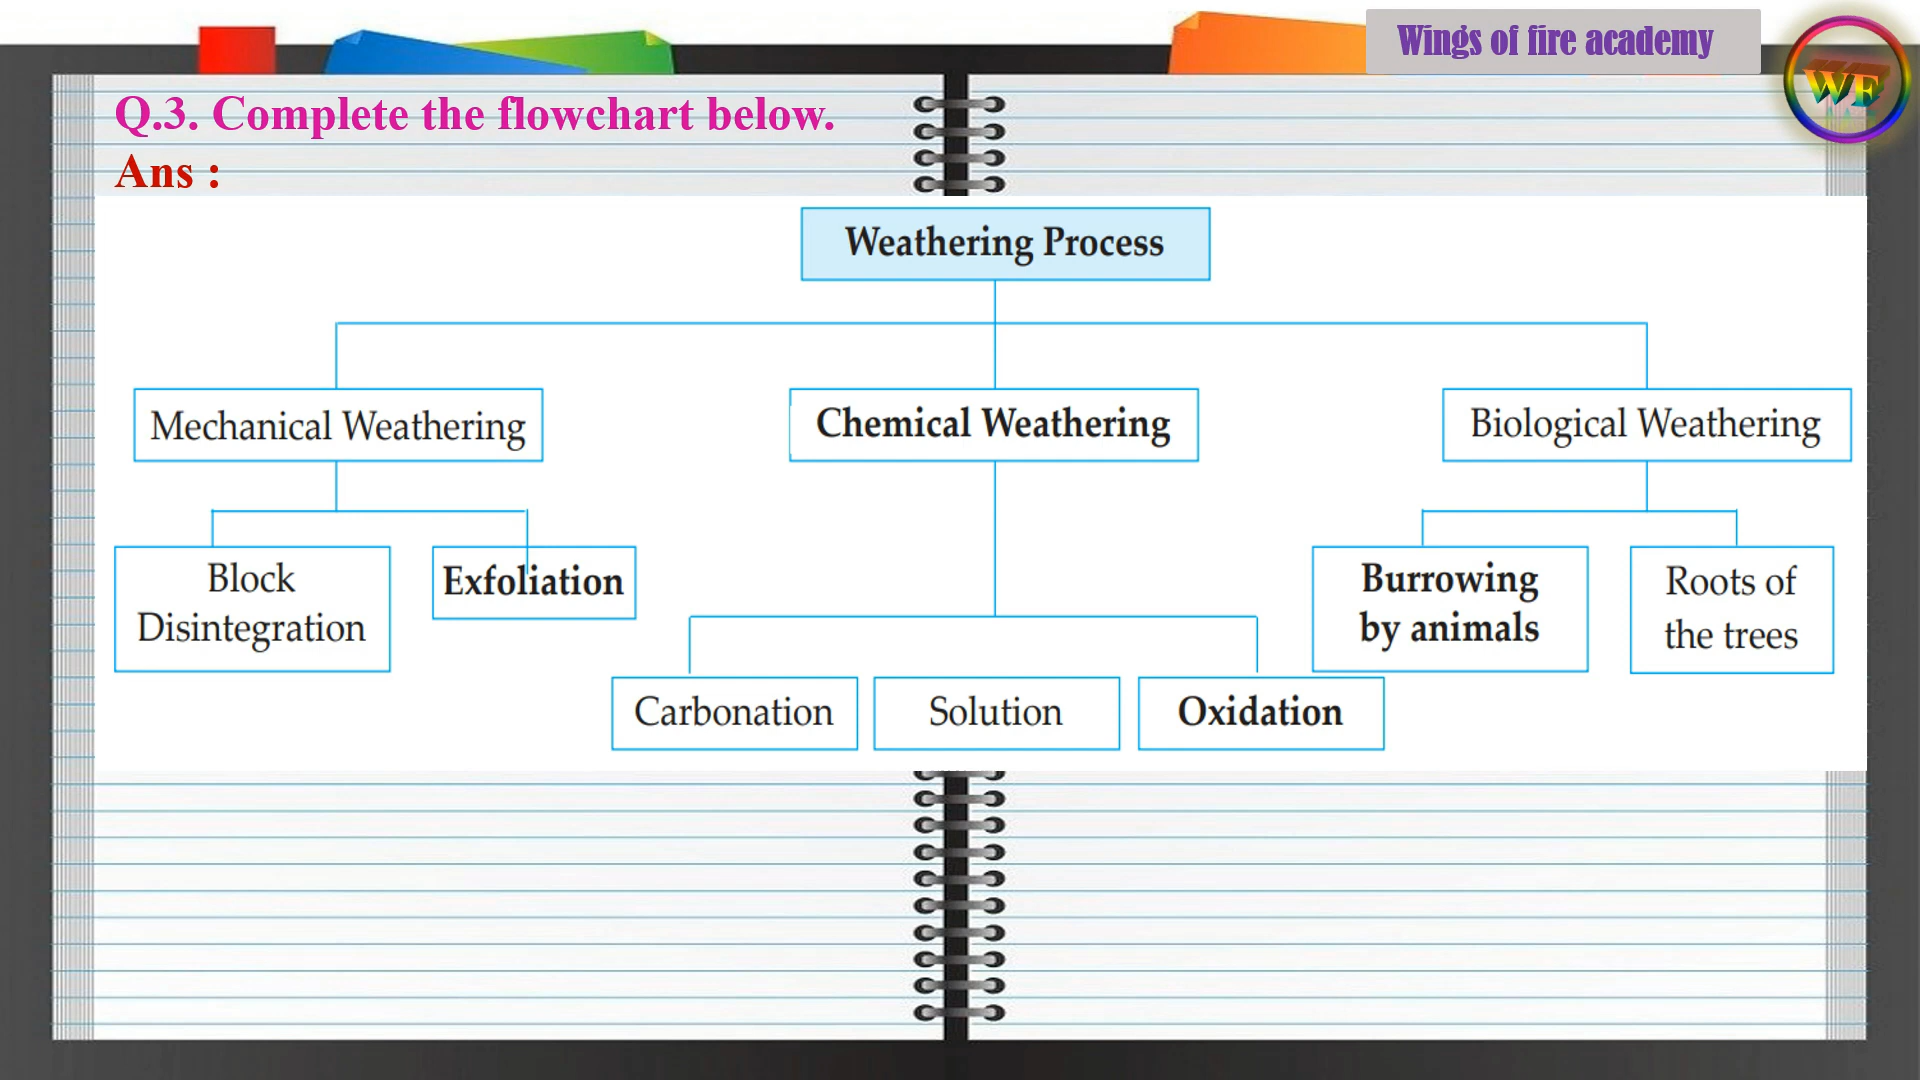 Wings of fire academy
WE
Q.3. Complete the flowchart below.
Ans :
Weathering Process
Mechanical Weathering
Chemical Weathering
Biological Weathering
Block
Disintegration
Exfoliation
Burrowing
by animals
Roots of
the trees
Carbonation
Solution
Oxidation